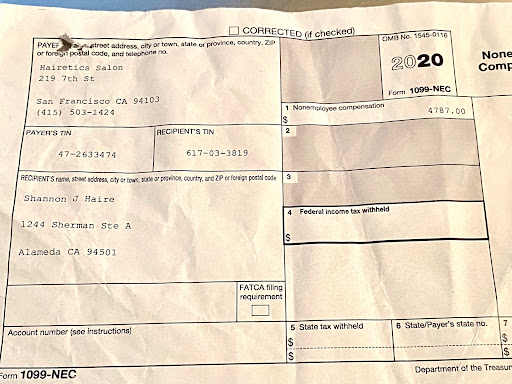 CORRECTED (if checked)
street address, city or town, state or province, country, ZIP
or foreign postal code, and telephone no.
Hairetics Salon
219 7th St
San Francisco CA 94103
(415) 503-1424
OMB No. 1545-0116
2020
Form 1099-NEC
None
Comp
1 Nonemployee compensation
$ 4787.00
PAYER'S TIN
RECIPIENT'S TIN
47-2633474
617-03-3819
2
RECIPIENT'S name, street address, city or town, state or province, country, and ZIP or foreign postal code
3
Shannon J Haire
1244 Sherman Ste A
Alameda CA 94501
4 Federal income tax withheld
$
FATCA filing
requirement
Account number (see instructions)
5 State tax withheld
$
$
6 State/Payer's state no.
7
$
$
Form 1099-NEC
Department of the Treasur